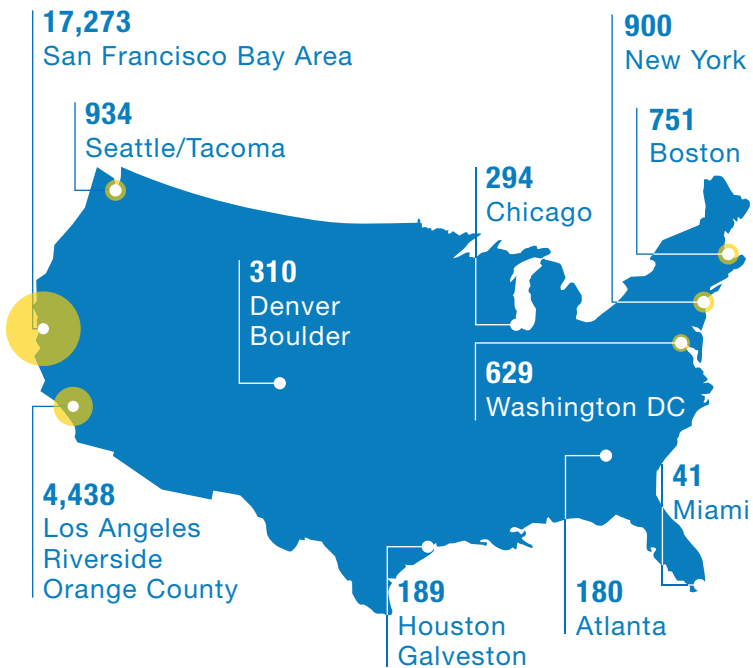 17,273
San Francisco Bay Area
900
New York
934
Seattle/Tacoma
751
Boston
294
Chicago
310
Denver
Boulder
629
Washington DC
4,438
Los Angeles
Riverside
Orange County
41
Miami
189
Houston
Galveston
180
Atlanta